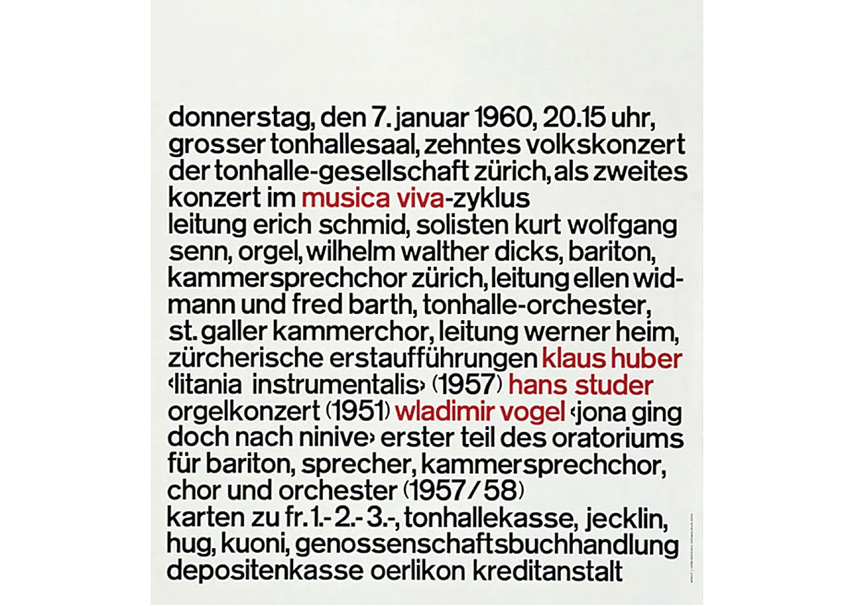 donnerstag, den 7. januar 1960, 20.15 uhr,
grosser tonhallesaal, zehntes volkskonzert
der tonhalle-gesellschaft zürich, als zweites
konzert im musica viva-zyklus
leitung erich schmid, solisten kurt wolfgang
senn, orgel, wilhelm walther dicks, bariton,
kammersprechchor zürich, leitung ellen wid-
mann und fred barth, tonhalle-orchester,
st. galler kammerchor, leitung werner heim,
zürcherische erstaufführungen klaus huber
‹litania instrumentalis› (1957) hans studer
orgelkonzert (1951) wladimir vogel ‹jona ging
doch nach ninive› erster teil des oratoriums
für bariton, sprecher, kammersprechchor,
chor und orchester (1957/58)
karten zu fr. 1.- 2.- 3.-, tonhallekasse, jecklin,
hug, kuoni, genossenschaftsbuchhandlung
depositenkasse oerlikon kreditanstalt